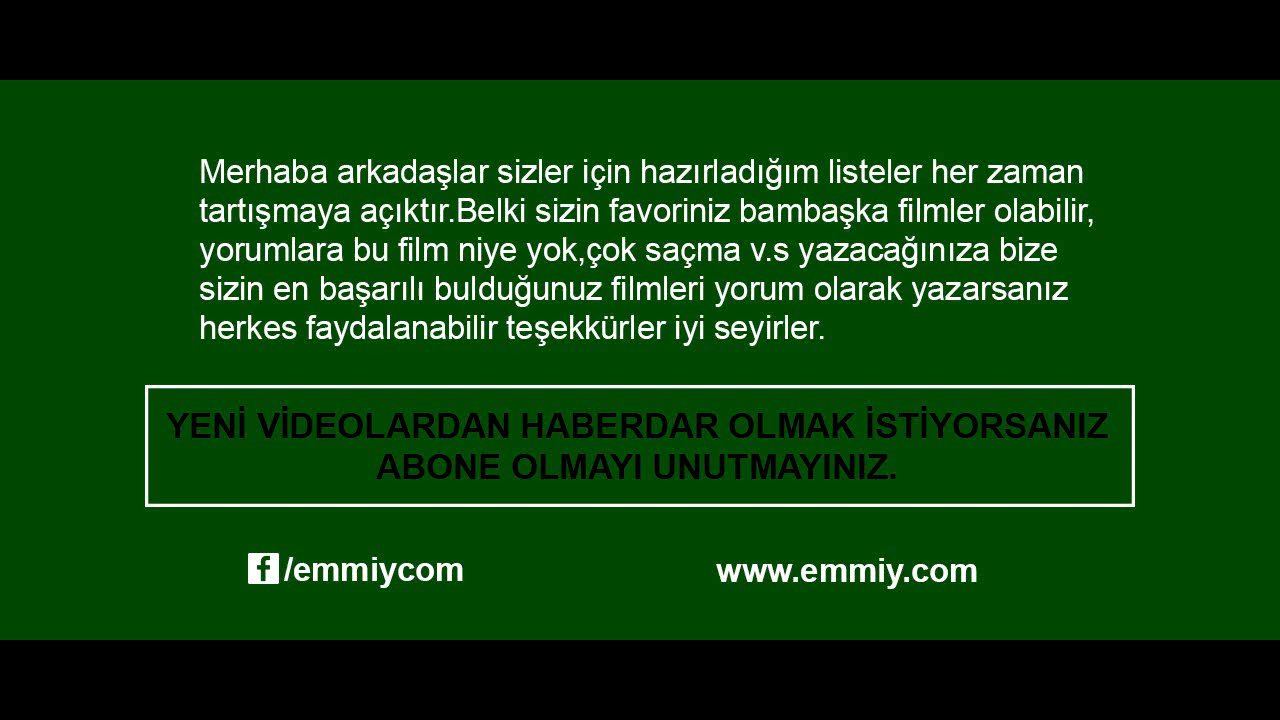 Merhaba arkadaşlar sizler için hazırladığım listeler her zaman
tartışmaya açıktır.Belki sizin favoriniz bambaşka filmler olabilir,
yorumlara bu film niye yok,çok saçma v.s yazacağınıza bize
sizin en başarılı bulduğunuz filmleri yorum olarak yazarsanız
herkes faydalanabilir teşekkürler iyi seyirler.
YENİ VİDEOLARDAN HABERDAR OLMAK İSTİYORSANIZ
ABONE OLMAYI UNUTMAYINIZ.
f/emmiycom
www.emmiy.com